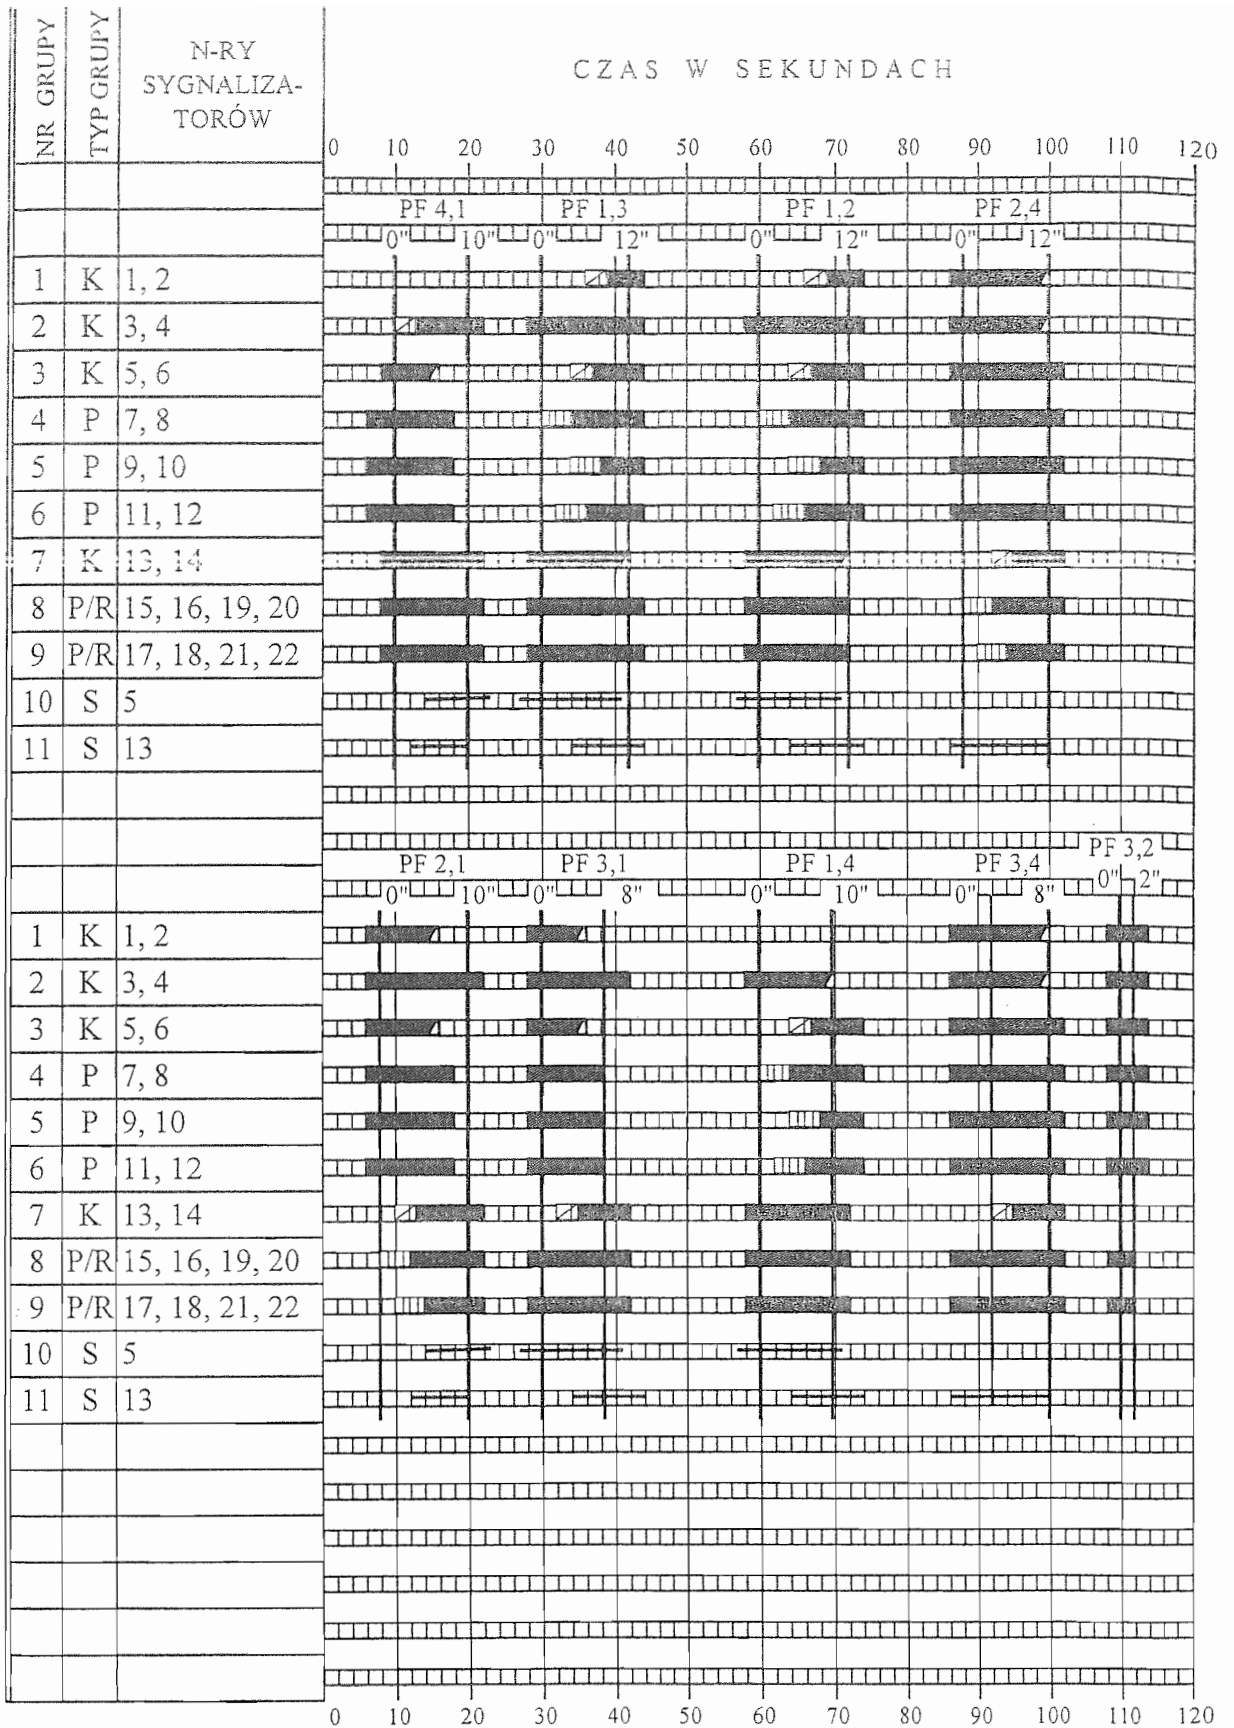 NR GRUPY
TYP GRUPY
N-RY
SYGNALIZA-
TORÓW
CZAS W SEKUNDACH
0 10 20 30 40 50 60 70 80 90 100 110 120
PF 4,1 PF 1,3 PF 1,2 PF 2,4
0" 10" 0" 12" 0" 12" 0" 12"
1 K 1, 2
2 K 3, 4
3 K 5, 6
4 P 7, 8
5 P 9, 10
6 P 11, 12
7 K 13, 14
8 P/R 15, 16, 19, 20
9 P/R 17, 18, 21, 22
10 S 5
11 S 13
PF 2,1 PF 3,1 PF 1,4 PF 3,4 PF 3,2
0" 10" 0" 8" 0" 10" 0" 8" 0" 2"
1 K 1, 2
2 K 3, 4
3 K 5, 6
4 P 7, 8
5 P 9, 10
6 P 11, 12
7 K 13, 14
8 P/R 15, 16, 19, 20
9 P/R 17, 18, 21, 22
10 S 5
11 S 13
0 10 20 30 40 50 60 70 80 90 100 110 120